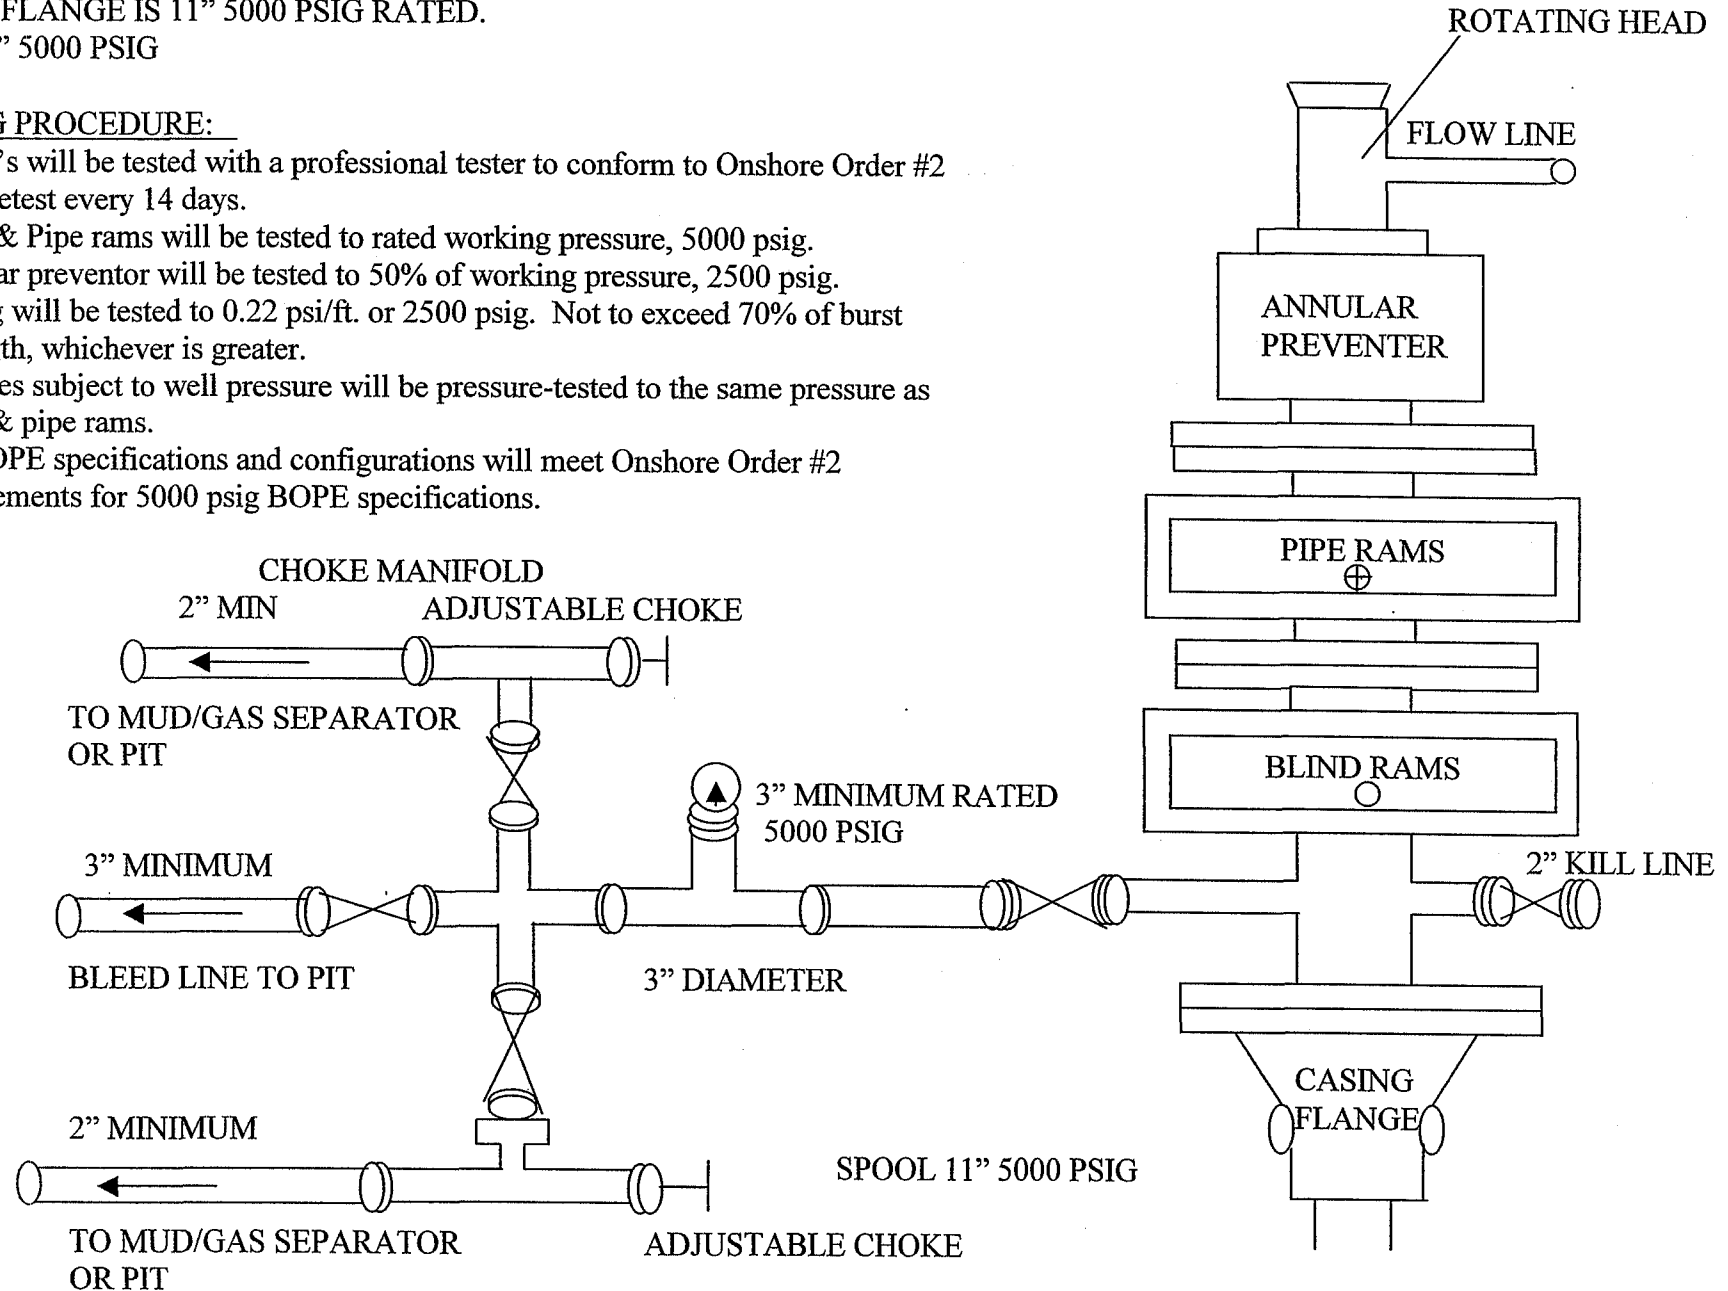 FLANGE IS 11” 5000 PSIG RATED.
” 5000 PSIG
G PROCEDURE:
’s will be tested with a professional tester to conform to Onshore Order #2
etest every 14 days.
& Pipe rams will be tested to rated working pressure, 5000 psig.
ar preventor will be tested to 50% of working pressure, 2500 psig.
g will be tested to 0.22 psi/ft. or 2500 psig. Not to exceed 70% of burst
th, whichever is greater.
es subject to well pressure will be pressure-tested to the same pressure as
& pipe rams.
OPE specifications and configurations will meet Onshore Order #2
ements for 5000 psig BOPE specifications.
ROTATING HEAD
FLOW LINE
ANNULAR
PREVENTER
PIPE RAMS
BLIND RAMS
2” KILL LINE
CASING
FLANGE
CHOKE MANIFOLD
2” MIN
ADJUSTABLE CHOKE
TO MUD/GAS SEPARATOR
OR PIT
3” MINIMUM RATED
5000 PSIG
3” MINIMUM
BLEED LINE TO PIT
3” DIAMETER
2” MINIMUM
SPOOL 11” 5000 PSIG
TO MUD/GAS SEPARATOR
OR PIT
ADJUSTABLE CHOKE